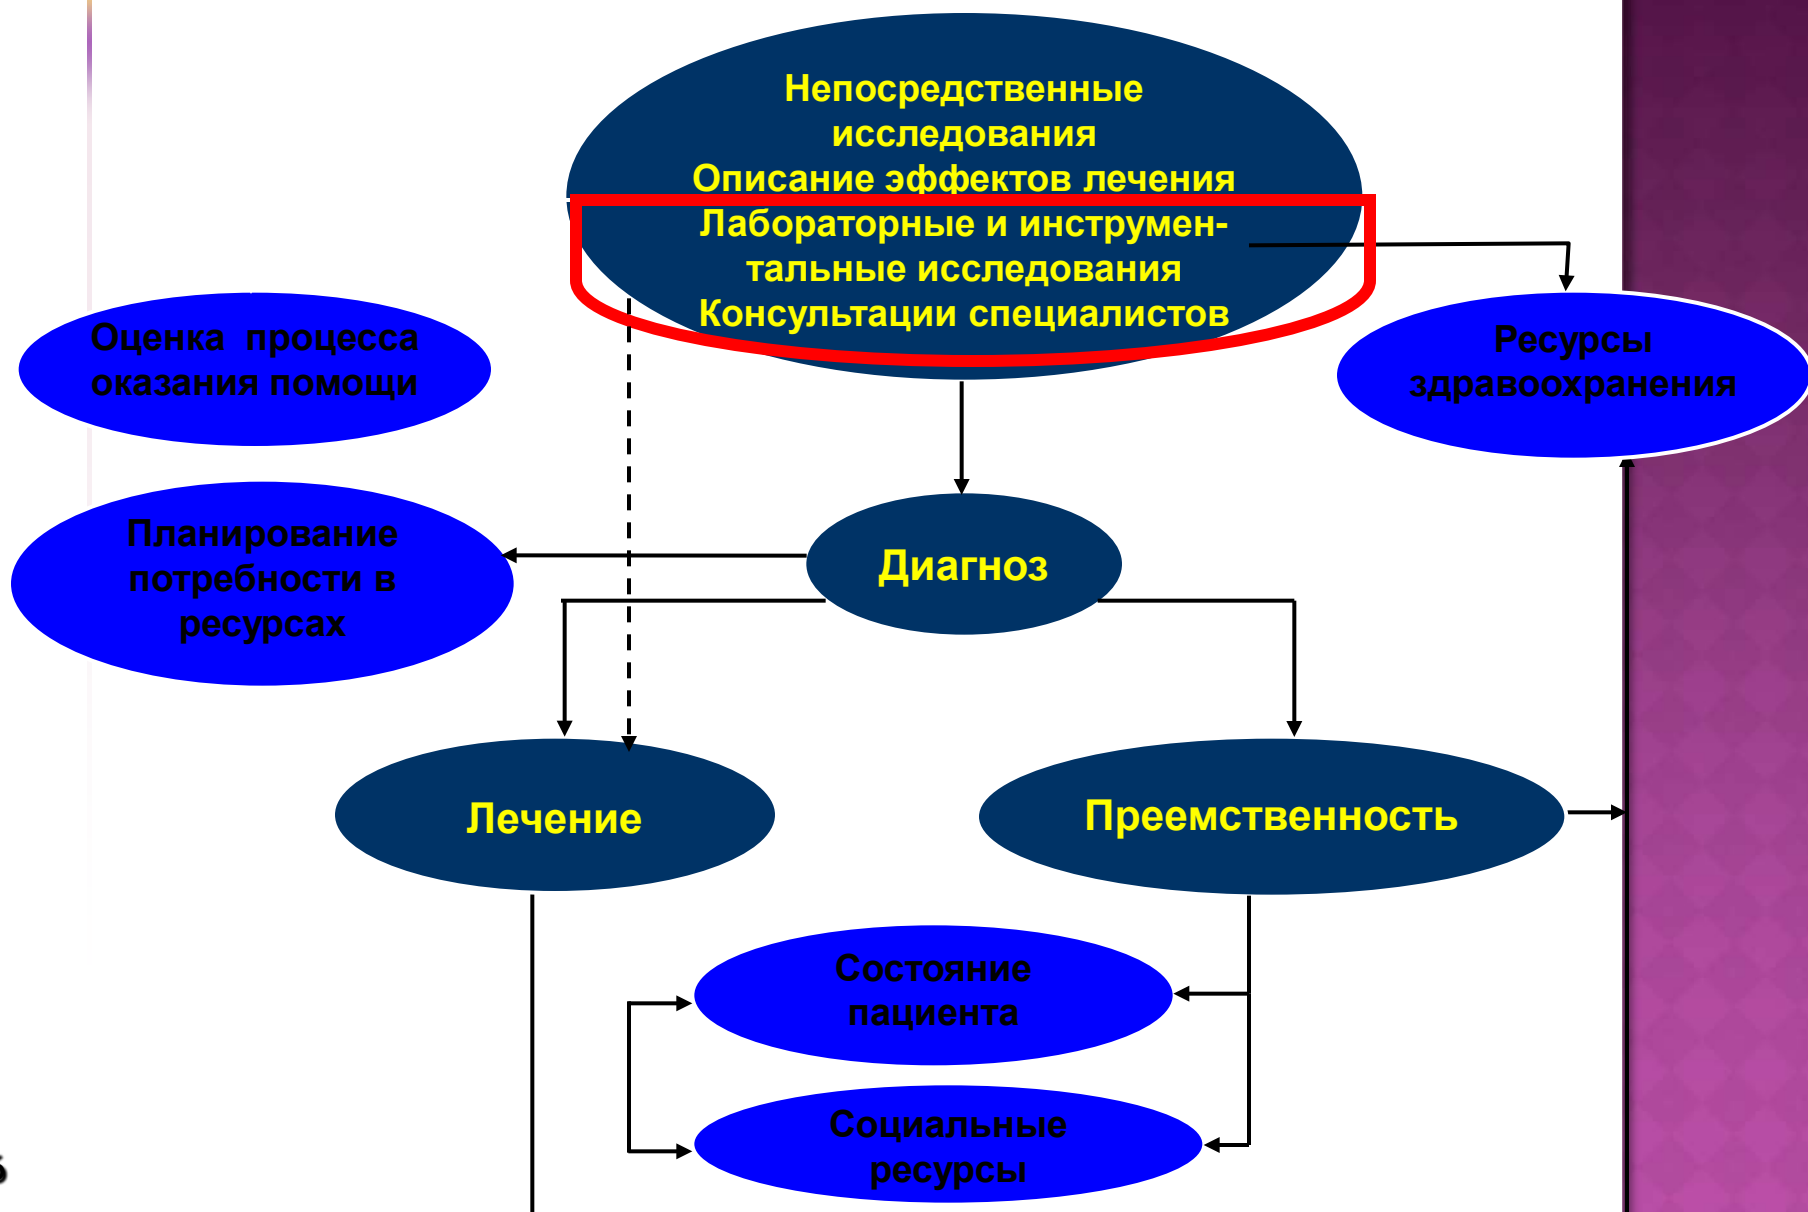 Непосредственные
исследования
Описание эффектов лечения
Лабораторные и инструмен-
тальные исследования
Консультации специалистов
Оценка процесса
оказания помощи
Ресурсы
здравоохранения
Планирование
потребности в
ресурсах
Диагноз
Лечение
Преемственность
Состояние
пациента
Социальные
ресурсы